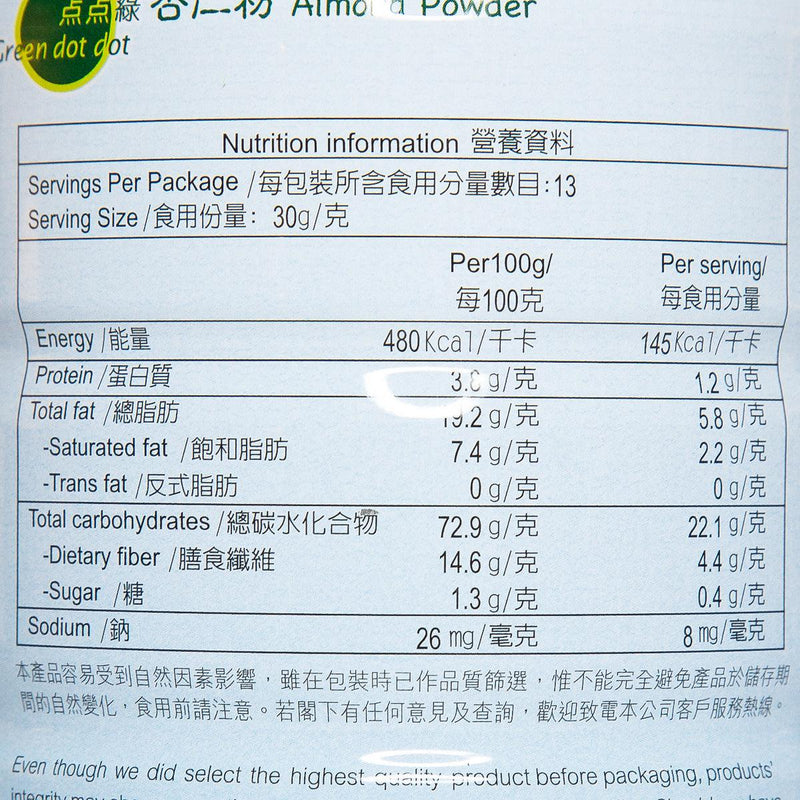 点点綠 杏仁粉 Almond Powder
Green dot dot
Nutrition information 營養資料
Servings Per Package /每包裝所含食用分量數目:13
Serving Size/食用份量: 30g/克
Per100g/ Per serving/
每100克 每食用分量
Energy /能量 480Kcal/千卡 145Kcal/千卡
Protein /蛋白質 3.8 g/克 1.2 g/克
Total fat /總脂肪 19.2 g/克 5.8 g/克
-Saturated fat /飽和脂肪 7.4 g/克 2.2 g/克
-Trans fat /反式脂肪 0 g/克 0 g/克
Total carbohydrates /總碳水化合物 72.9 g/克 22.1 g/克
-Dietary fiber /膳食纖維 14.6 g/克 4.4 g/克
-Sugar /糖 1.3 g/克 0.4 g/克
Sodium /鈉 26 mg/毫克 8 mg/毫克
本產品容易受到自然因素影響，雖在包裝時已作品質篩選，惟不能完全避免產品於儲存期
間的自然變化，食用前請注意。若閣下有任何意見及查詢，歡迎致電本公司客戶服務熱線。
Even though we did select the highest quality product before packaging, products'
integrity may